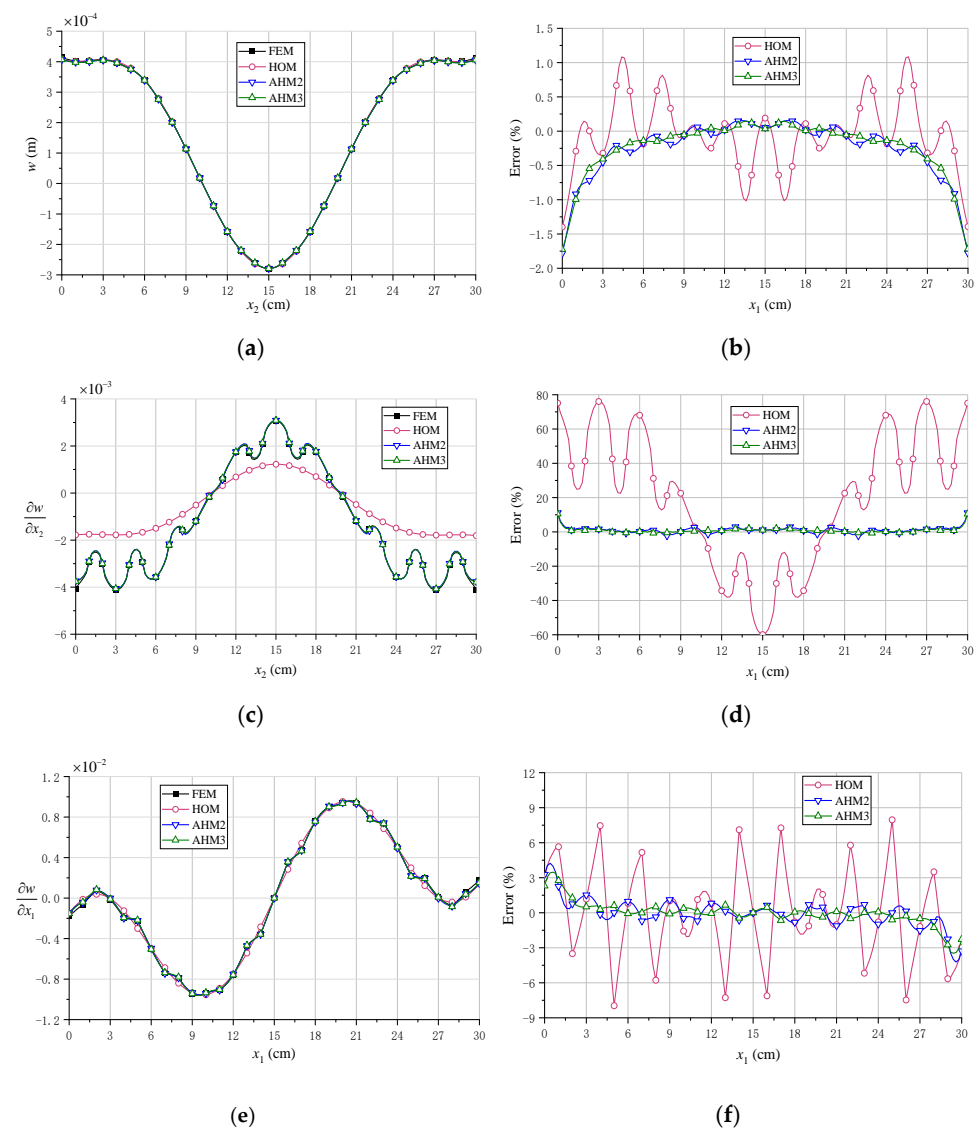 ×10⁻⁴
5
4
3
2
1
0
−1
−2
−3
w (m)
FEM
HOM
AHM2
AHM3
0 3 6 9 12 15 18 21 24 27 30
x₂ (cm)
(a)
1.5
1.0
0.5
0.0
−0.5
−1.0
−1.5
−2.0
Error (%)
HOM
AHM2
AHM3
0 3 6 9 12 15 18 21 24 27 30
x₁ (cm)
(b)
×10⁻³
4
2
0
−2
−4
−6
∂w
∂x₂
FEM
HOM
AHM2
AHM3
0 3 6 9 12 15 18 21 24 27 30
x₂ (cm)
(c)
80
60
40
20
0
−20
−40
−60
Error (%)
HOM
AHM2
AHM3
0 3 6 9 12 15 18 21 24 27 30
x₁ (cm)
(d)
×10⁻²
1.2
0.8
0.4
0.0
−0.4
−0.8
−1.2
∂w
∂x₁
FEM
HOM
AHM2
AHM3
0 3 6 9 12 15 18 21 24 27 30
x₁ (cm)
(e)
12
9
6
3
0
−3
−6
−9
Error (%)
HOM
AHM2
AHM3
0 3 6 9 12 15 18 21 24 27 30
x₁ (cm)
(f)